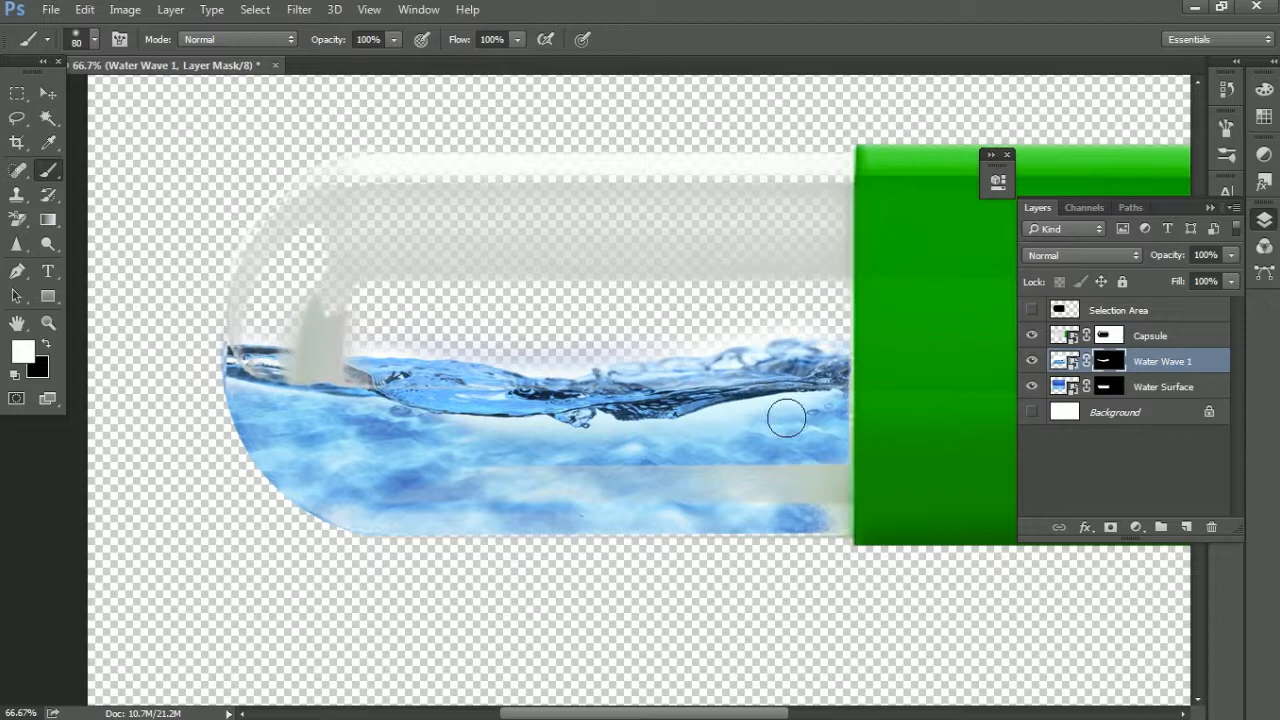 Ps File Edit Image Layer Type Select Filter 3D View Window Help
80 Mode: Normal Opacity: 100% Flow: 100% Essentials
66.7% (Water Wave 1, Layer Mask/8) * ×
Layers Channels Paths
Kind
Normal Opacity: 100%
Lock: Fill: 100%
Selection Area
Capsule
Water Wave 1
Water Surface
Background
fx
66.67% Doc: 10.7M/21.2M